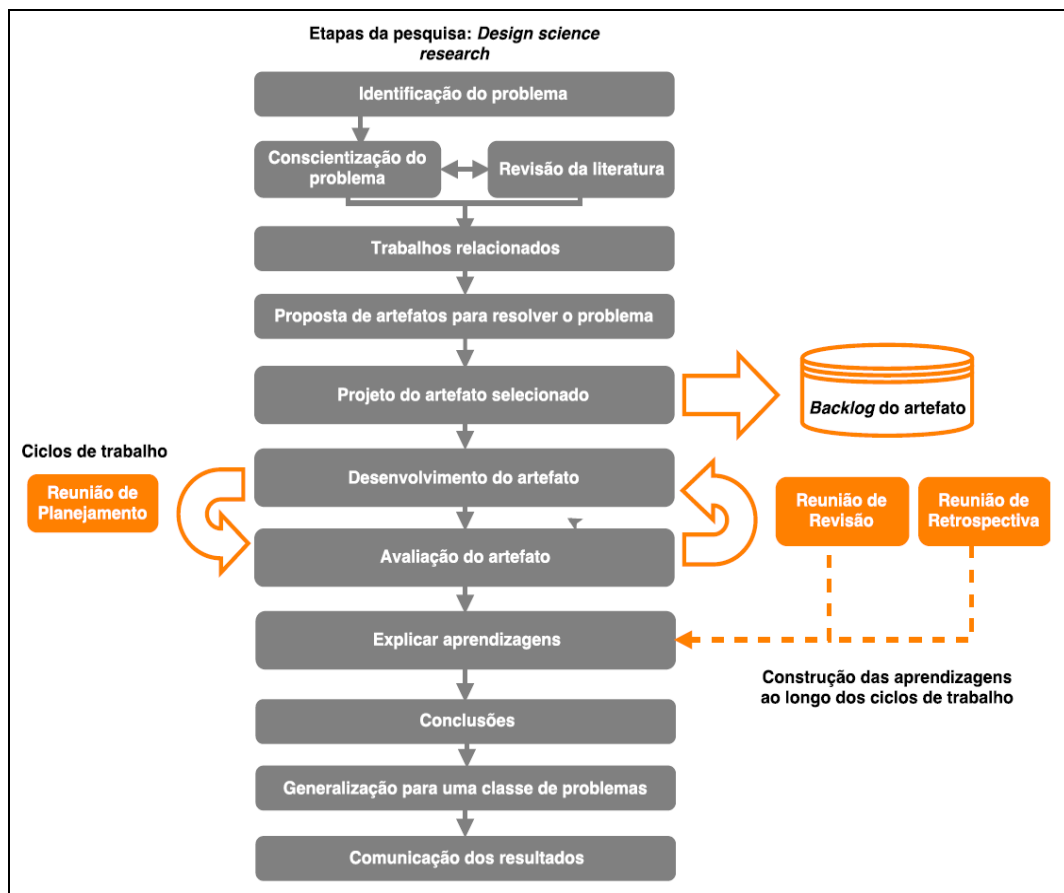 Etapas da pesquisa: Design science
research
Identificação do problema
Conscientização do
problema
Revisão da literatura
Trabalhos relacionados
Proposta de artefatos para resolver o problema
Projeto do artefato selecionado
Backlog do artefato
Ciclos de trabalho
Reunião de
Planejamento
Desenvolvimento do artefato
Reunião de
Revisão
Reunião de
Retrospectiva
Avaliação do artefato
Explicar aprendizagens
Construção das aprendizagens
ao longo dos ciclos de trabalho
Conclusões
Generalização para uma classe de problemas
Comunicação dos resultados